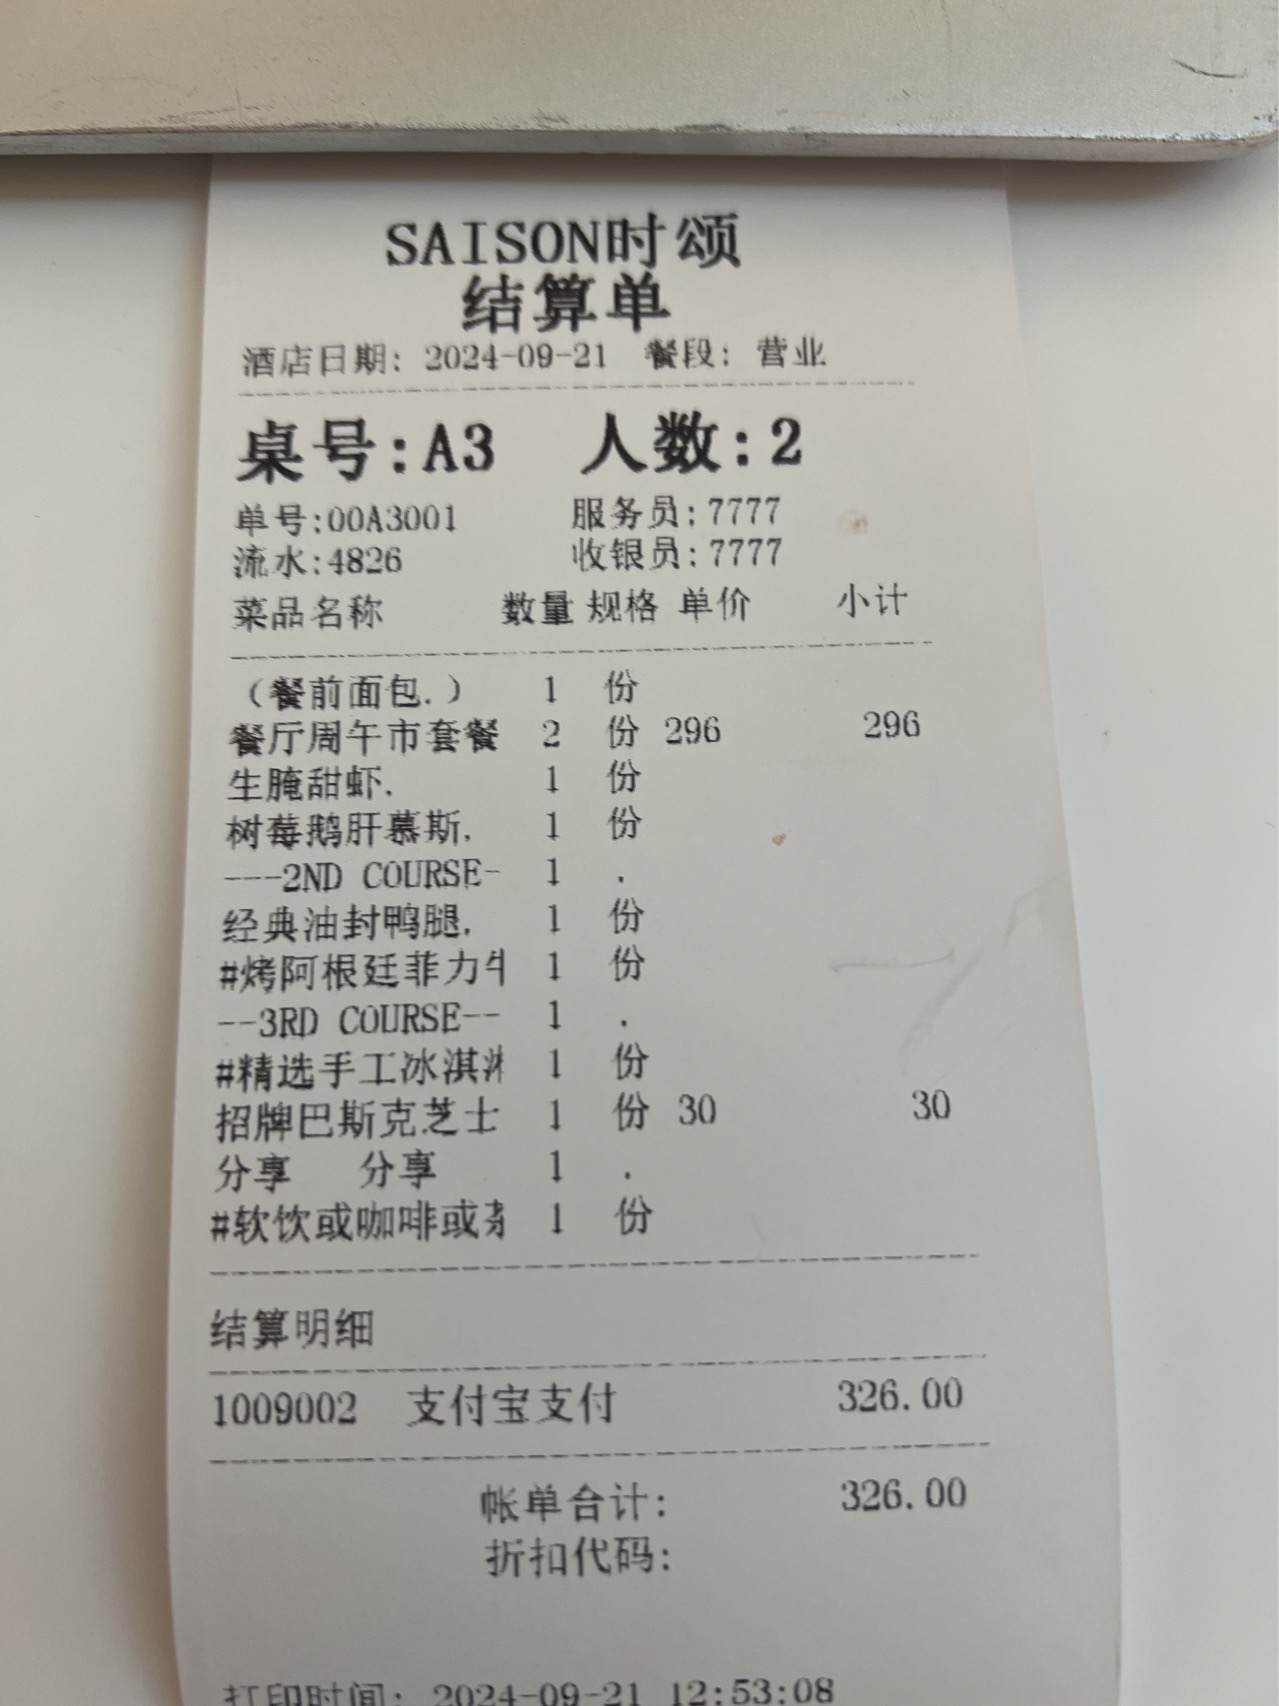 SAISON时颂
结算单
酒店日期: 2024-09-21 餐段: 营业
桌号:A3 人数:2
单号:00A3001 服务员:7777
流水:4826 收银员:7777
菜品名称 数量 规格 单价 小计
(餐前面包.) 1 份
餐厅周午市套餐 2 份 296 296
生腌甜虾. 1 份
树莓鹅肝慕斯. 1 份
---2ND COURSE- 1 .
经典油封鸭腿. 1 份
#烤阿根廷菲力牛 1 份
--3RD COURSE-- 1 .
#精选手工冰淇淋 1 份
招牌巴斯克芝士 1 份 30 30
分享 分享 1 .
#软饮或咖啡或茶 1 份
结算明细
1009002 支付宝支付 326.00
帐单合计: 326.00
折扣代码:
打印时间: 2024-09-21 12:53:08